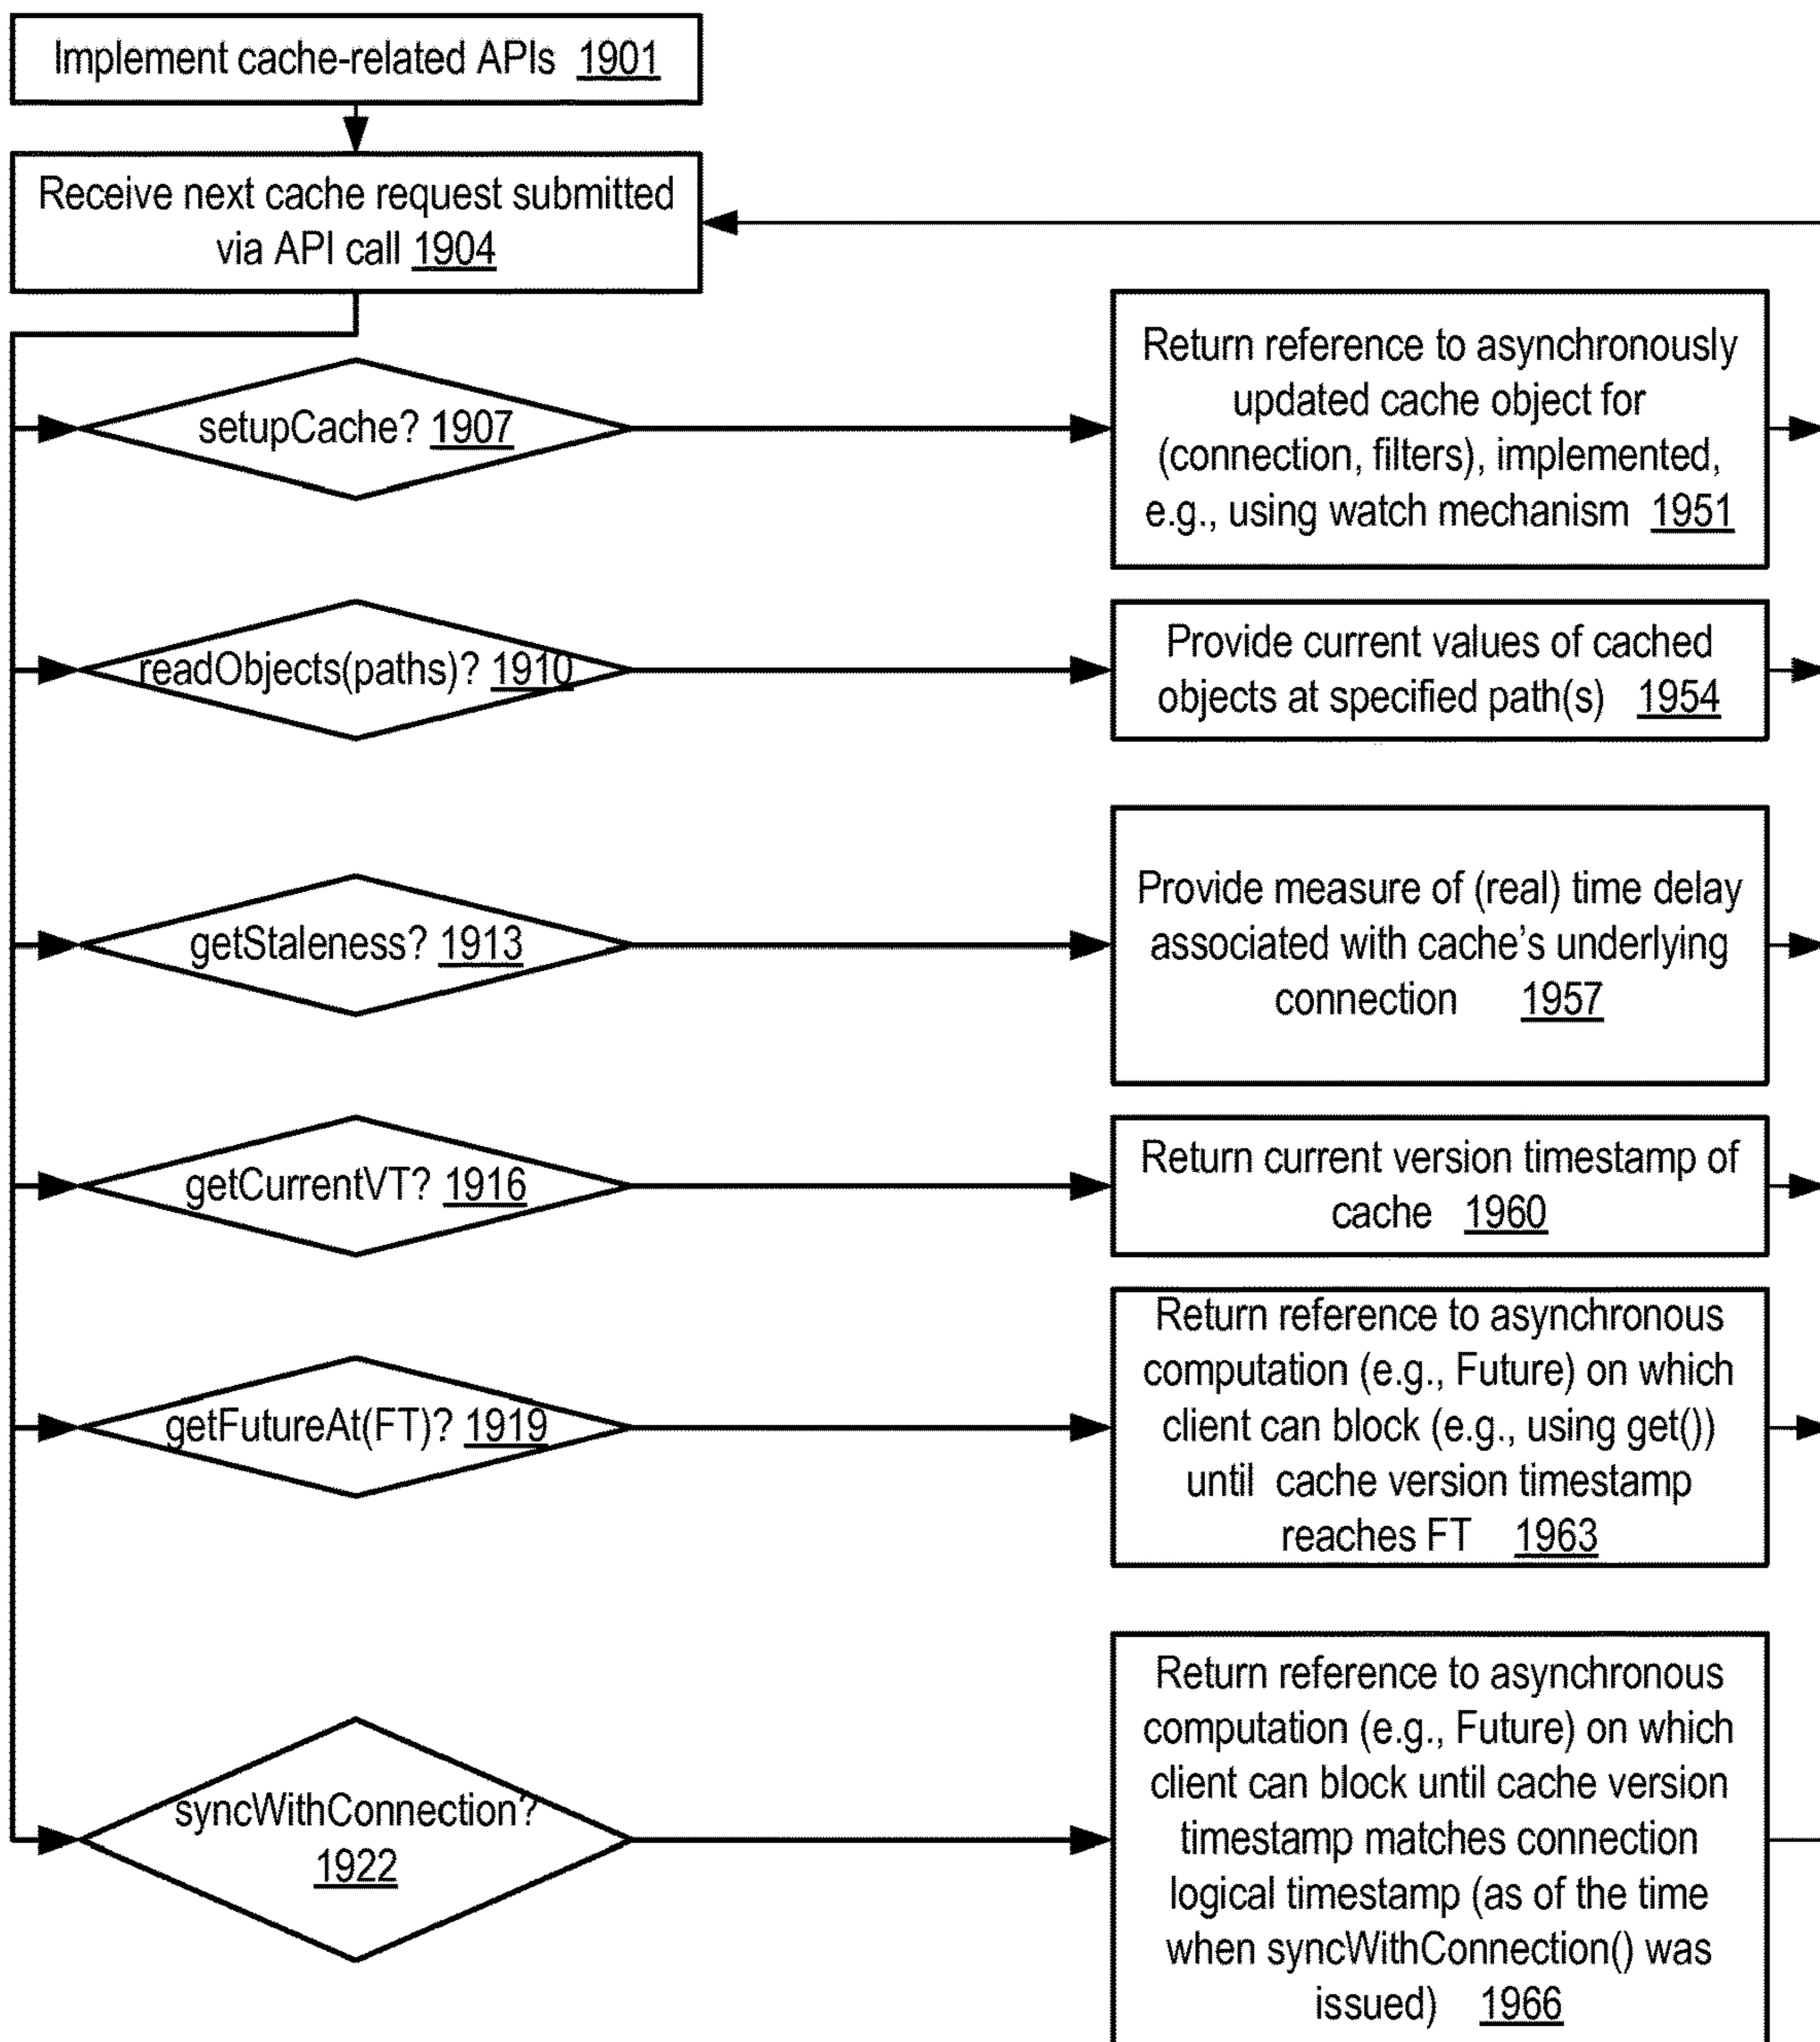 Implement cache-related APIs 1901
Receive next cache request submitted
via API call 1904
setupCache? 1907
Return reference to asynchronously
updated cache object for
(connection, filters), implemented,
e.g., using watch mechanism 1951
readObjects(paths)? 1910
Provide current values of cached
objects at specified path(s) 1954
getStaleness? 1913
Provide measure of (real) time delay
associated with cache's underlying
connection 1957
getCurrentVT? 1916
Return current version timestamp of
cache 1960
getFutureAt(FT)? 1919
Return reference to asynchronous
computation (e.g., Future) on which
client can block (e.g., using get())
until cache version timestamp
reaches FT 1963
syncWithConnection?
1922
Return reference to asynchronous
computation (e.g., Future) on which
client can block until cache version
timestamp matches connection
logical timestamp (as of the time
when syncWithConnection() was
issued) 1966